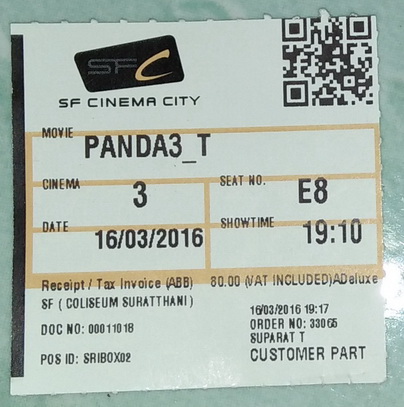 SFC
SF CINEMA CITY
MOVIE
PANDA3_T
CINEMA
3
SEAT NO.
E8
DATE
16/03/2016
SHOWTIME
19:10
Receipt / Tax Invoice (ABB) 80.00 (VAT INCLUDED)ADeluxe
SF ( COLISEUM SURATTHANI )
DOC NO: 00011018
POS ID: SRIBOX02
16/03/2016 19:17
ORDER NO: 33065
SUPARAT T
CUSTOMER PART